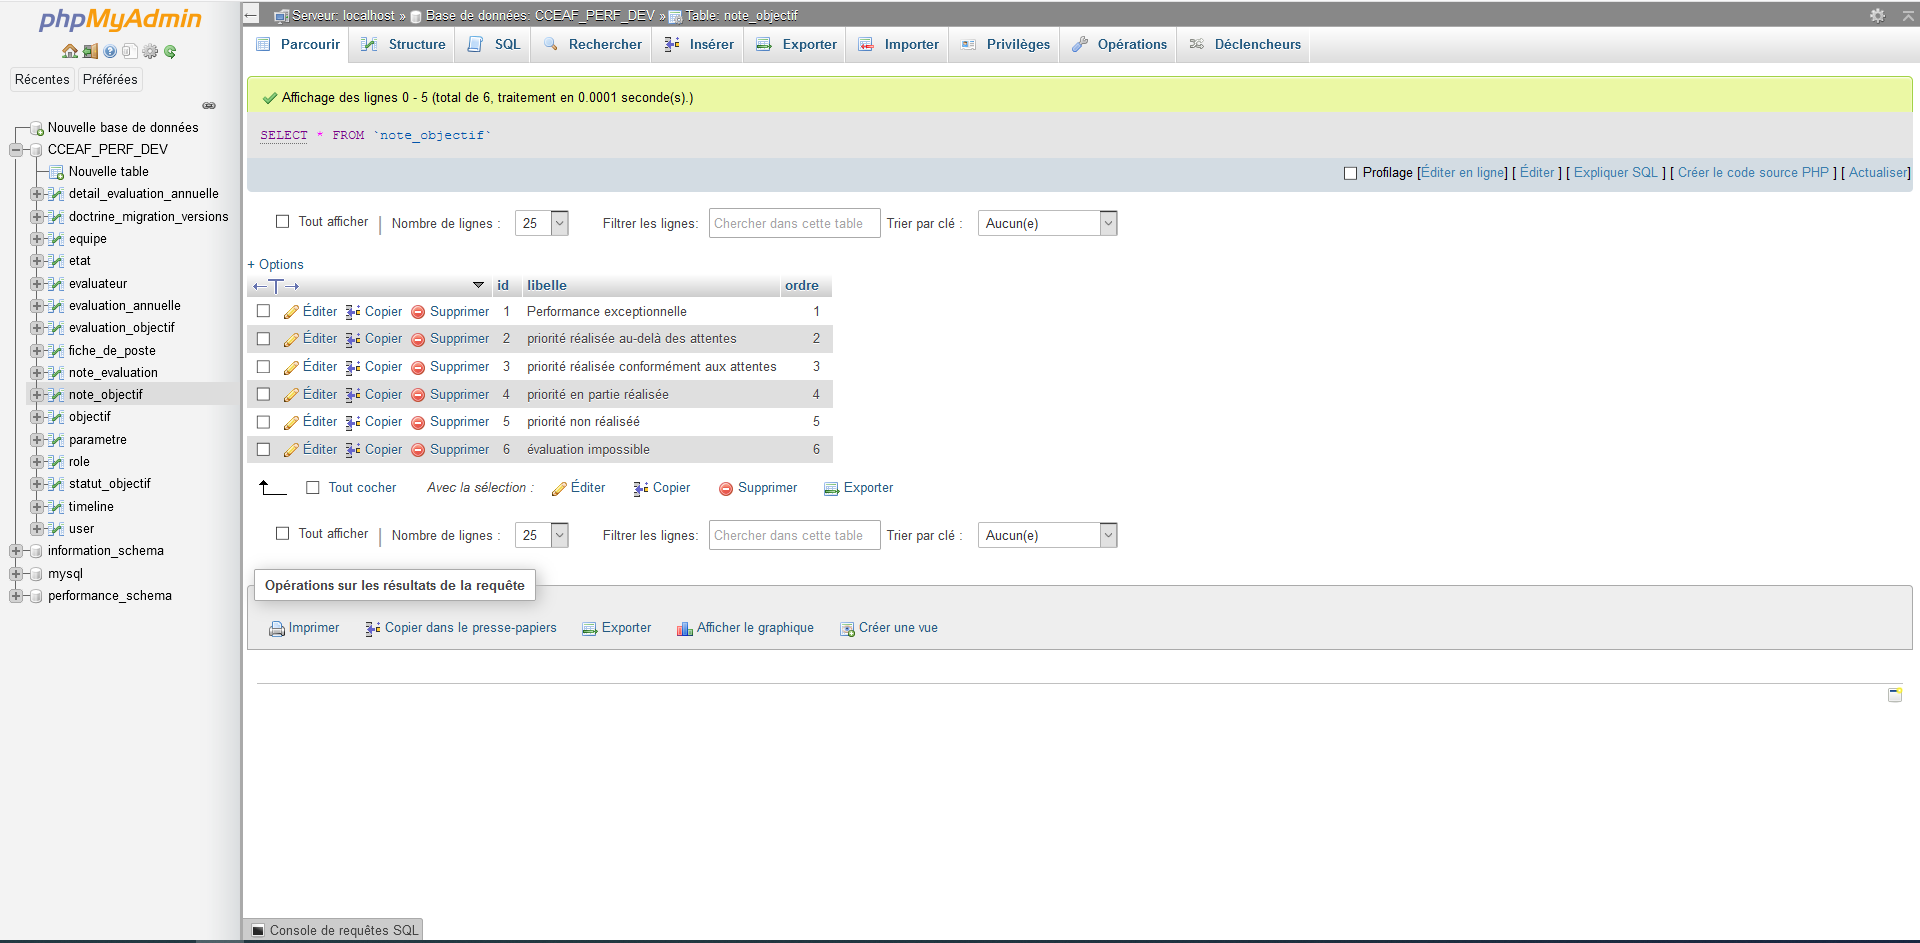 phpMyAdmin
Récentes
Préférées
Nouvelle base de données
CCEAF_PERF_DEV
Nouvelle table
detail_evaluation_annuelle
doctrine_migration_versions
equipe
etat
evaluateur
evaluation_annuelle
evaluation_objectif
fiche_de_poste
note_evaluation
note_objectif
objectif
parametre
role
statut_objectif
timeline
user
information_schema
mysql
performance_schema
Serveur: localhost » Base de données: CCEAF_PERF_DEV » Table: note_objectif
Parcourir Structure SQL Rechercher Insérer Exporter Importer Privilèges Opérations Déclencheurs
Affichage des lignes 0 - 5 (total de 6, traitement en 0.0001 seconde(s).)
SELECT * FROM `note_objectif`
Profilage [Éditer en ligne] [ Éditer ] [ Expliquer SQL ] [ Créer le code source PHP ] [ Actualiser]
Tout afficher | Nombre de lignes : 25 Filtrer les lignes: Chercher dans cette table Trier par clé : Aucun(e)
+ Options
←T→ id libelle ordre
Éditer Copier Supprimer 1 Performance exceptionnelle 1
Éditer Copier Supprimer 2 priorité réalisée au-delà des attentes 2
Éditer Copier Supprimer 3 priorité réalisée conformément aux attentes 3
Éditer Copier Supprimer 4 priorité en partie réalisée 4
Éditer Copier Supprimer 5 priorité non réaliséé 5
Éditer Copier Supprimer 6 évaluation impossible 6
Tout cocher Avec la sélection : Éditer Copier Supprimer Exporter
Tout afficher | Nombre de lignes : 25 Filtrer les lignes: Chercher dans cette table Trier par clé : Aucun(e)
Opérations sur les résultats de la requête
Imprimer Copier dans le presse-papiers Exporter Afficher le graphique Créer une vue
Console de requêtes SQL